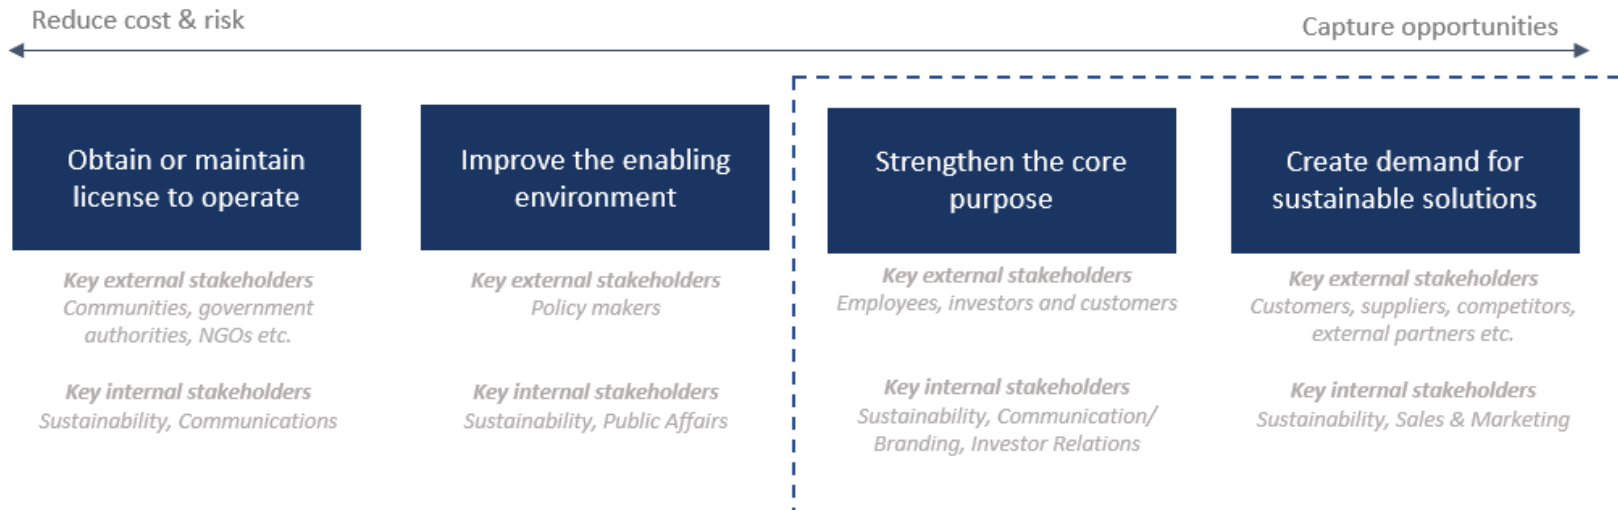 Reduce cost & risk
Capture opportunities
Obtain or maintain
license to operate
Key external stakeholders
Communities, government
authorities, NGOs etc.
Key internal stakeholders
Sustainability, Communications
Improve the enabling
environment
Key external stakeholders
Policy makers
Key internal stakeholders
Sustainability, Public Affairs
Strengthen the core
purpose
Key external stakeholders
Employees, investors and customers
Key internal stakeholders
Sustainability, Communication/
Branding, Investor Relations
Create demand for
sustainable solutions
Key external stakeholders
Customers, suppliers, competitors,
external partners etc.
Key internal stakeholders
Sustainability, Sales & Marketing